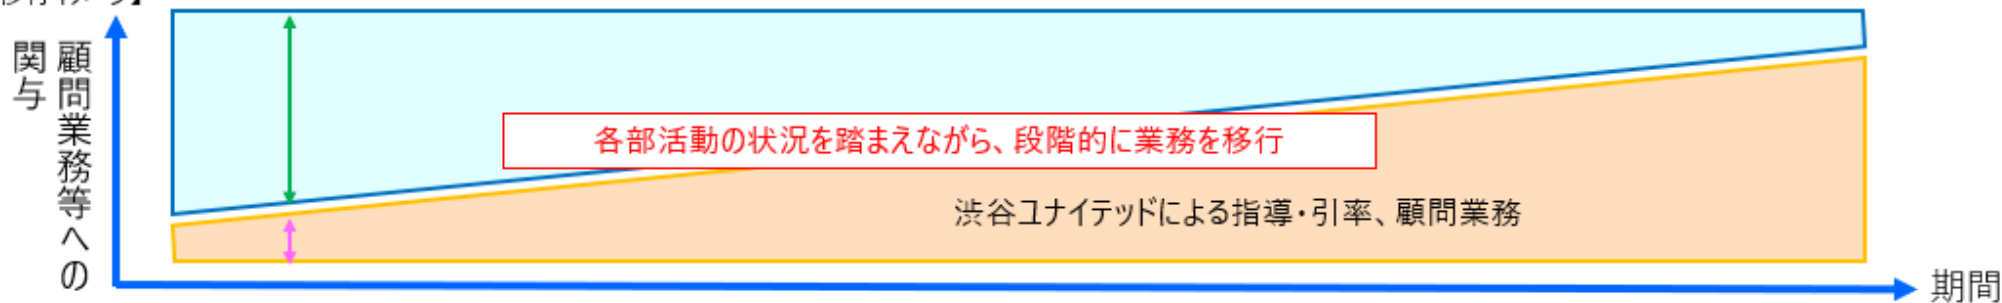 顧問業務等への
関与
各部活動の状況を踏まえながら、段階的に業務を移行
渋谷ユナイテッドによる指導・引率、顧問業務
期間